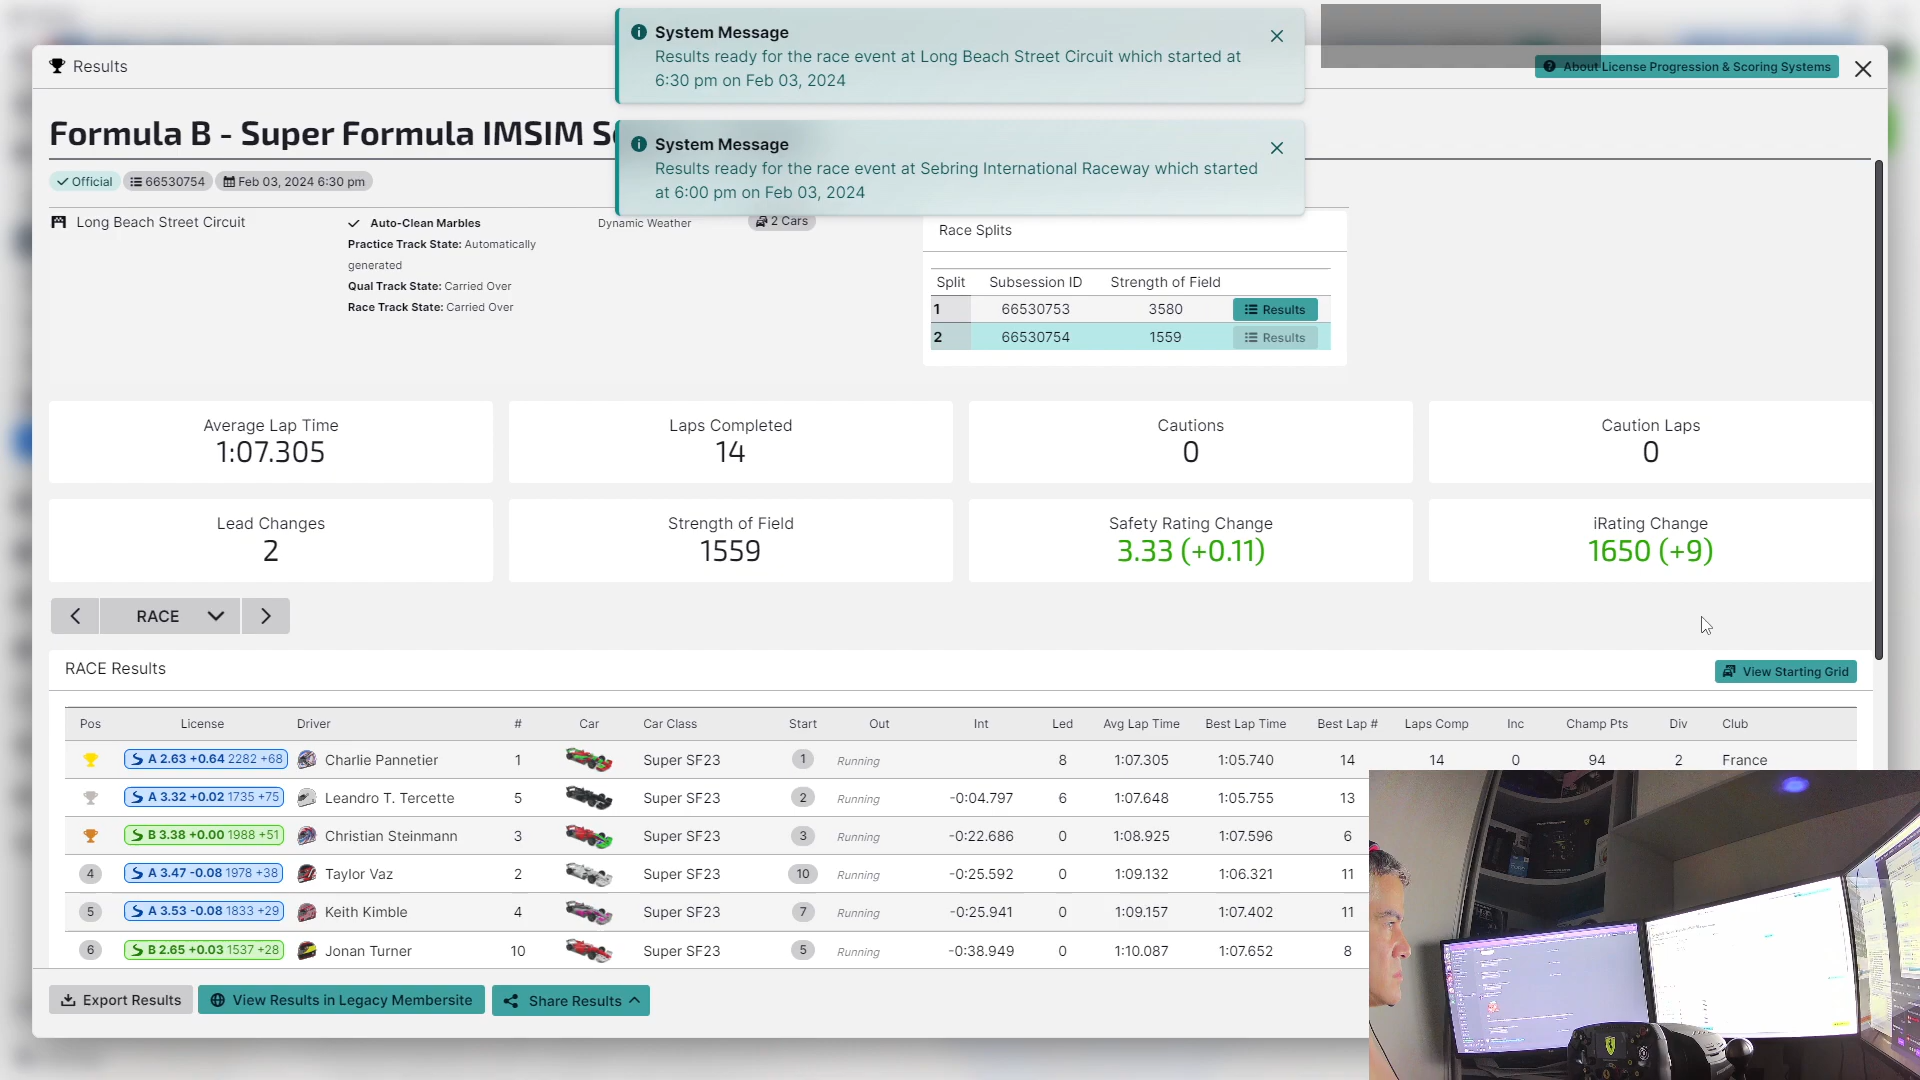 System Message
Results ready for the race event at Long Beach Street Circuit which started at
6:30 pm on Feb 03, 2024
System Message
Results ready for the race event at Sebring International Raceway which started
at 6:00 pm on Feb 03, 2024
Results
About License Progression & Scoring Systems
Formula B - Super Formula IMSIM
Official 66530754 Feb 03, 2024 6:30 pm
Long Beach Street Circuit
Auto-Clean Marbles
Practice Track State: Automatically
generated
Qual Track State: Carried Over
Race Track State: Carried Over
Dynamic Weather
2 Cars
Race Splits
Split Subsession ID Strength of Field
1 66530753 3580 Results
2 66530754 1559 Results
Average Lap Time
1:07.305
Laps Completed
14
Cautions
0
Caution Laps
0
Lead Changes
2
Strength of Field
1559
Safety Rating Change
3.33 (+0.11)
iRating Change
1650 (+9)
RACE
RACE Results
View Starting Grid
Pos License Driver # Car Car Class Start Out Int Led Avg Lap Time Best Lap Time Best Lap # Laps Comp Inc Champ Pts Div Club
A 2.63 +0.64 2282 +68 Charlie Pannetier 1 Super SF23 1 Running 8 1:07.305 1:05.740 14 14 0 94 2 France
A 3.32 +0.02 1735 +75 Leandro T. Tercette 5 Super SF23 2 Running -0:04.797 6 1:07.648 1:05.755 13
B 3.38 +0.00 1988 +51 Christian Steinmann 3 Super SF23 3 Running -0:22.686 0 1:08.925 1:07.596 6
4 A 3.47 -0.08 1978 +38 Taylor Vaz 2 Super SF23 10 Running -0:25.592 0 1:09.132 1:06.321 11
5 A 3.53 -0.08 1833 +29 Keith Kimble 4 Super SF23 7 Running -0:25.941 0 1:09.157 1:07.402 11
6 B 2.65 +0.03 1537 +28 Jonan Turner 10 Super SF23 5 Running -0:38.949 0 1:10.087 1:07.652 8
Export Results
View Results in Legacy Membersite
Share Results